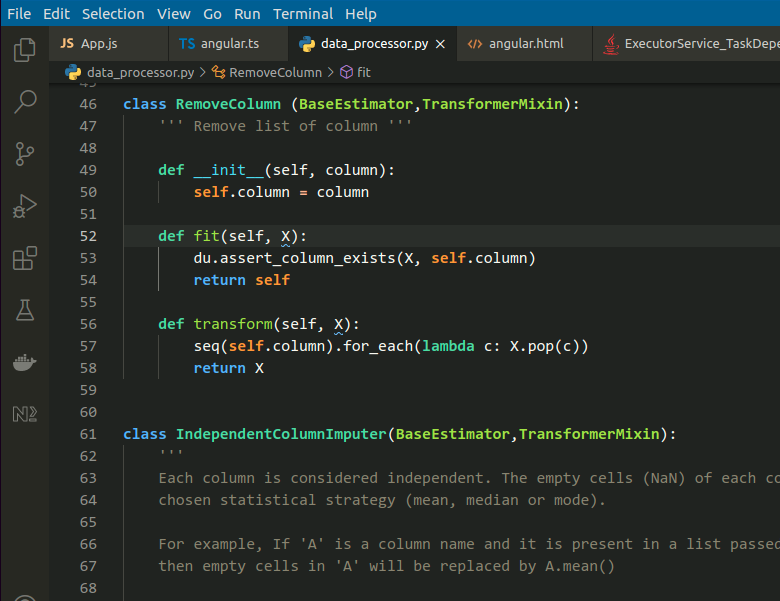 File Edit Selection View Go Run Terminal Help
JS App.js TS angular.ts data_processor.py × <> angular.html ExecutorService_TaskDepe
data_processor.py > RemoveColumn > fit
45
46 class RemoveColumn (BaseEstimator,TransformerMixin):
47 ''' Remove list of column '''
48
49 def __init__(self, column):
50 self.column = column
51
52 def fit(self, X):
53 du.assert_column_exists(X, self.column)
54 return self
55
56 def transform(self, X):
57 seq(self.column).for_each(lambda c: X.pop(c))
58 return X
59
60
61 class IndependentColumnImputer(BaseEstimator,TransformerMixin):
62 '''
63 Each column is considered independent. The empty cells (NaN) of each co
64 chosen statistical strategy (mean, median or mode).
65
66 For example, If 'A' is a column name and it is present in a list passed
67 then empty cells in 'A' will be replaced by A.mean()
68